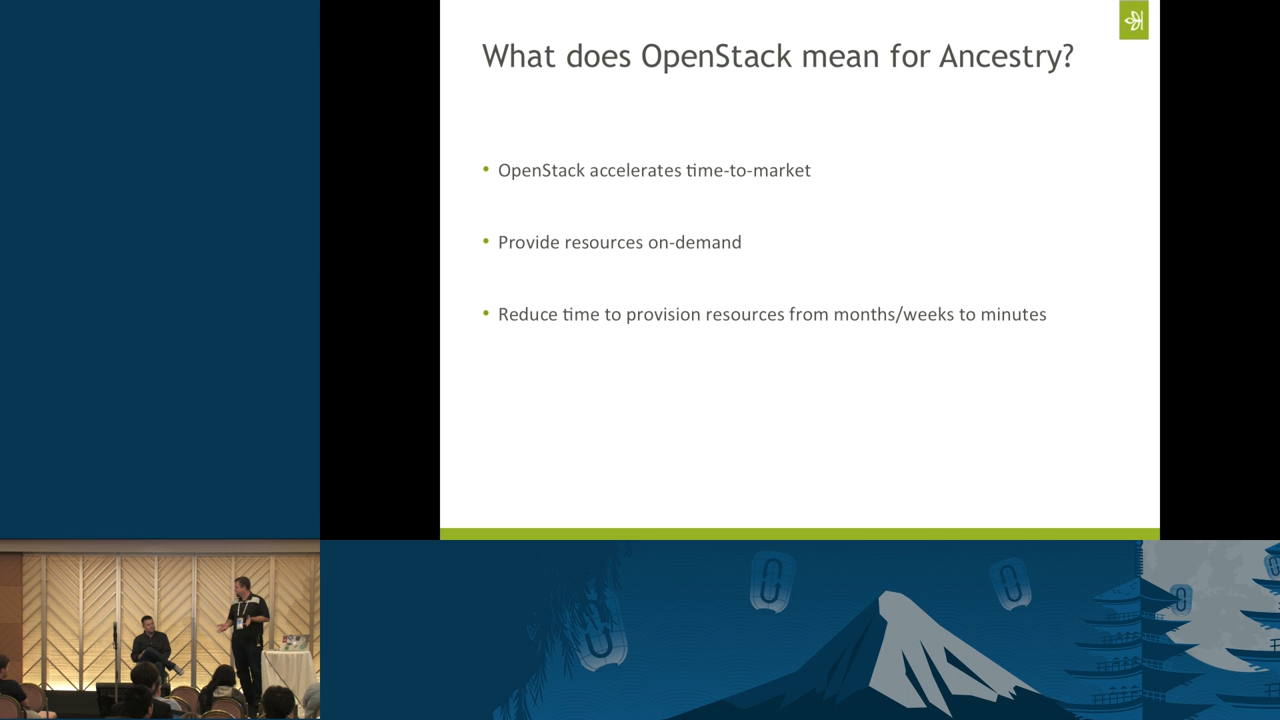 What does OpenStack mean for Ancestry?
• OpenStack accelerates time-to-market
• Provide resources on-demand
• Reduce time to provision resources from months/weeks to minutes